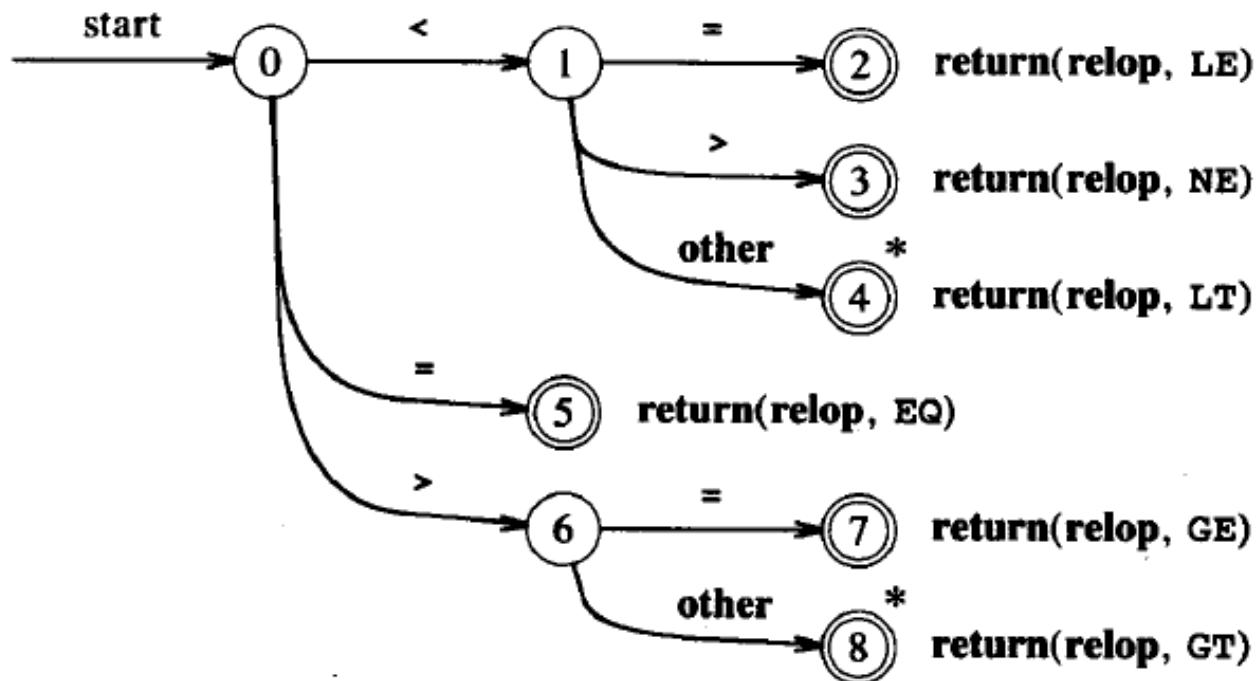 start
<
=
0
1
2
return(relop, LE)
>
3
return(relop, NE)
other
*
4
return(relop, LT)
=
5
return(relop, EQ)
>
=
6
7
return(relop, GE)
other
*
8
return(relop, GT)